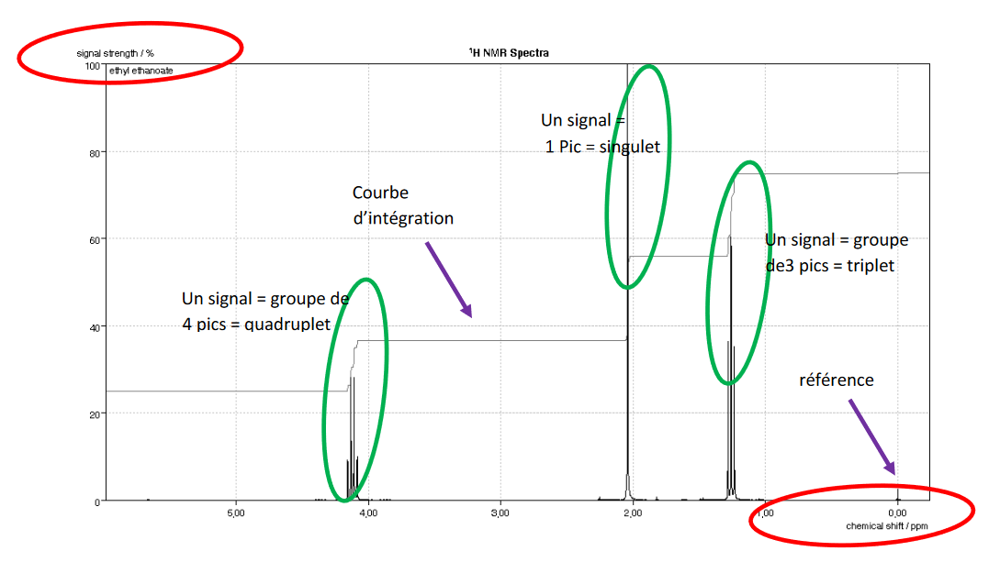 signal strength / %
¹H NMR Spectra
100
ethyl ethanoate
Un signal =
1 Pic = singulet
80
Courbe
d’intégration
60
Un signal = groupe
de3 pics = triplet
Un signal = groupe de
4 pics = quadruplet
40
référence
20
0
5,00
4,00
3,00
2,00
1,00
0,00
chemical shift / ppm